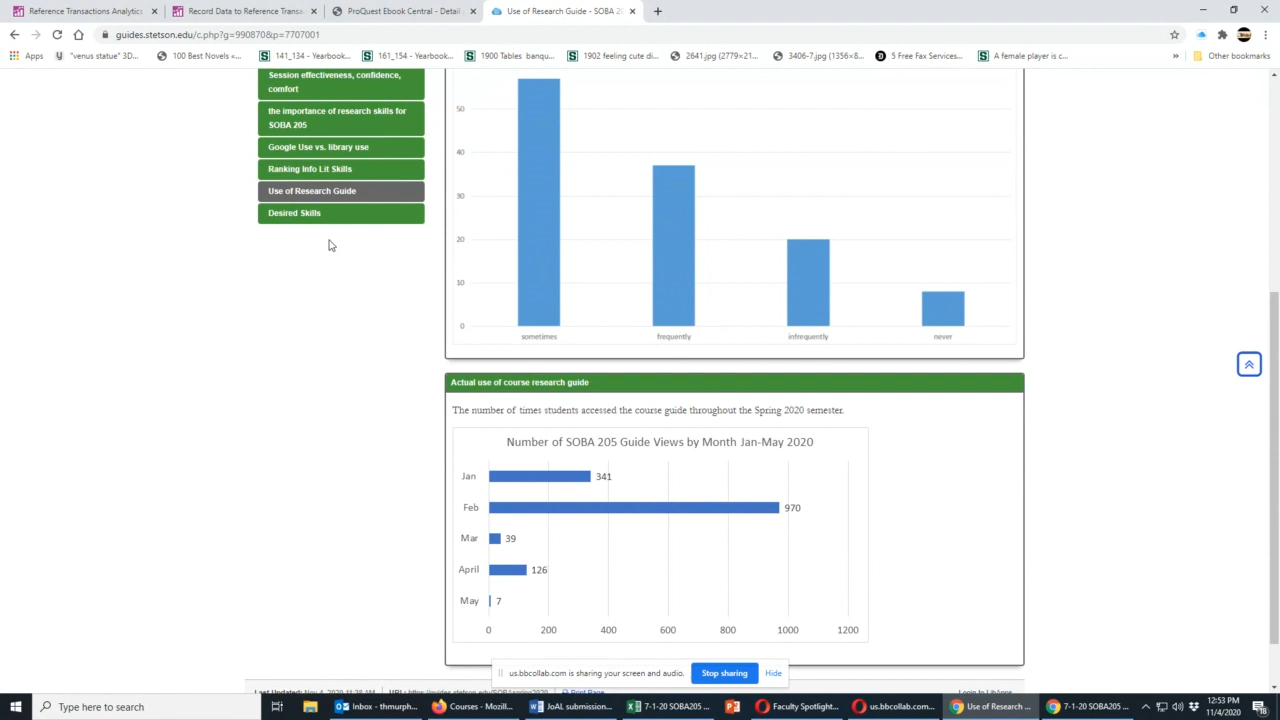 Reference Transactions Analytics
Record Data to Reference Trans
ProQuest Ebook Central - Detail
Use of Research Guide - SOBA 2
guides.stetson.edu/c.php?g=990870&p=7707001
Apps
"venus statue" 3D...
100 Best Novels «...
141_134 - Yearbook...
161_154 - Yearbook...
1900 Tables banqu...
1902 feeling cute di...
2641.jpg (2779×21...
3406-7.jpg (1356×8...
5 Free Fax Services...
A female player is c...
»
Other bookmarks
Session effectiveness, confidence,
comfort
the importance of research skills for
SOBA 205
Google Use vs. library use
Ranking Info Lit Skills
Use of Research Guide
Desired Skills
50
40
30
20
10
0
sometimes frequently infrequently never
Actual use of course research guide
The number of times students accessed the course guide throughout the Spring 2020 semester.
Number of SOBA 205 Guide Views by Month Jan-May 2020
Jan 341
Feb 970
Mar 39
April 126
May 7
0 200 400 600 800 1000 1200
us.bbcollab.com is sharing your screen and audio.
Stop sharing
Hide
Type here to search
Inbox - thmurph...
Courses - Mozill...
JoAL submission...
7-1-20 SOBA205 ...
Faculty Spotlight...
us.bbcollab.com...
Use of Research ...
7-1-20 SOBA205 ...
12:53 PM
11/4/2020
18